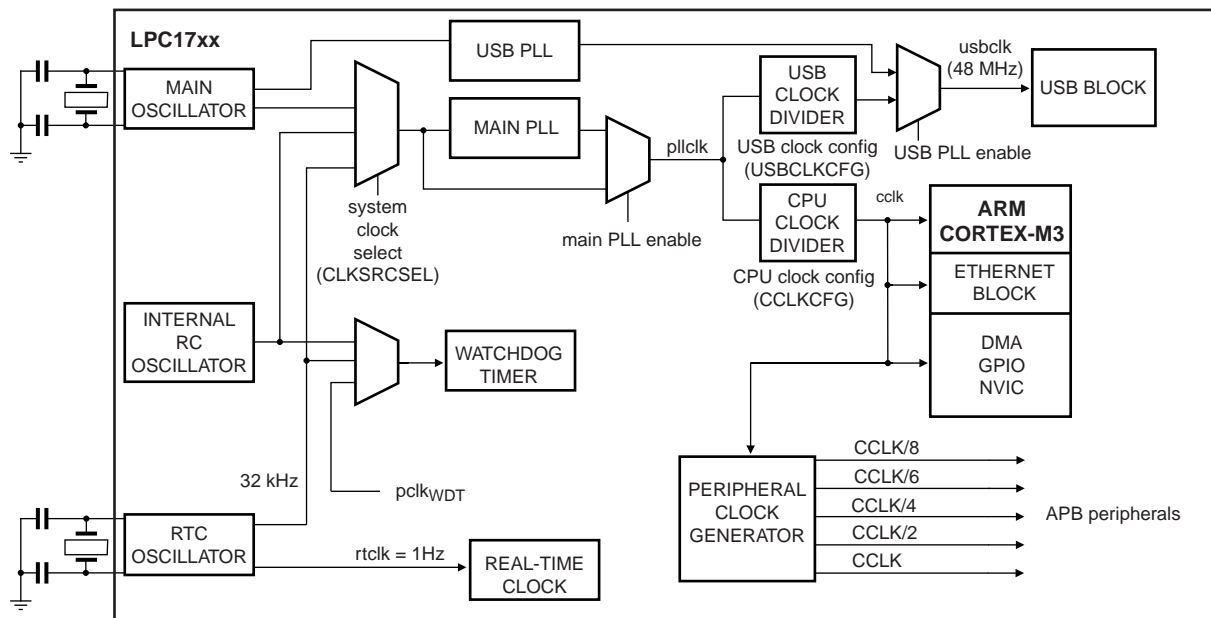 LPC17xx
MAIN
OSCILLATOR
USB PLL
MAIN PLL
system
clock
select
(CLKSRCSEL)
main PLL enable
pllclk
USB
CLOCK
DIVIDER
USB clock config
(USBCLKCFG)
usbclk
(48 MHz)
USB BLOCK
USB PLL enable
CPU
CLOCK
DIVIDER
CPU clock config
(CCLKCFG)
cclk
ARM
CORTEX-M3
ETHERNET
BLOCK
DMA
GPIO
NVIC
INTERNAL
RC
OSCILLATOR
WATCHDOG
TIMER
32 kHz
pclkWDT
RTC
OSCILLATOR
rtclk = 1Hz
REAL-TIME
CLOCK
PERIPHERAL
CLOCK
GENERATOR
CCLK/8
CCLK/6
CCLK/4
CCLK/2
CCLK
APB peripherals